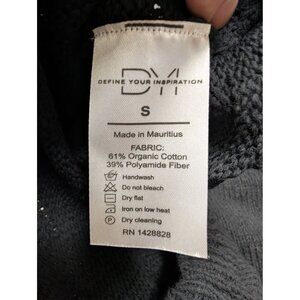 DYI
DEFINE YOUR INSPIRATION
S
Made in Mauritius
FABRIC:
61% Organic Cotton
39% Polyamide Fiber
Handwash
Do not bleach
Dry flat
Iron on low heat
P Dry cleaning
RN 1428828